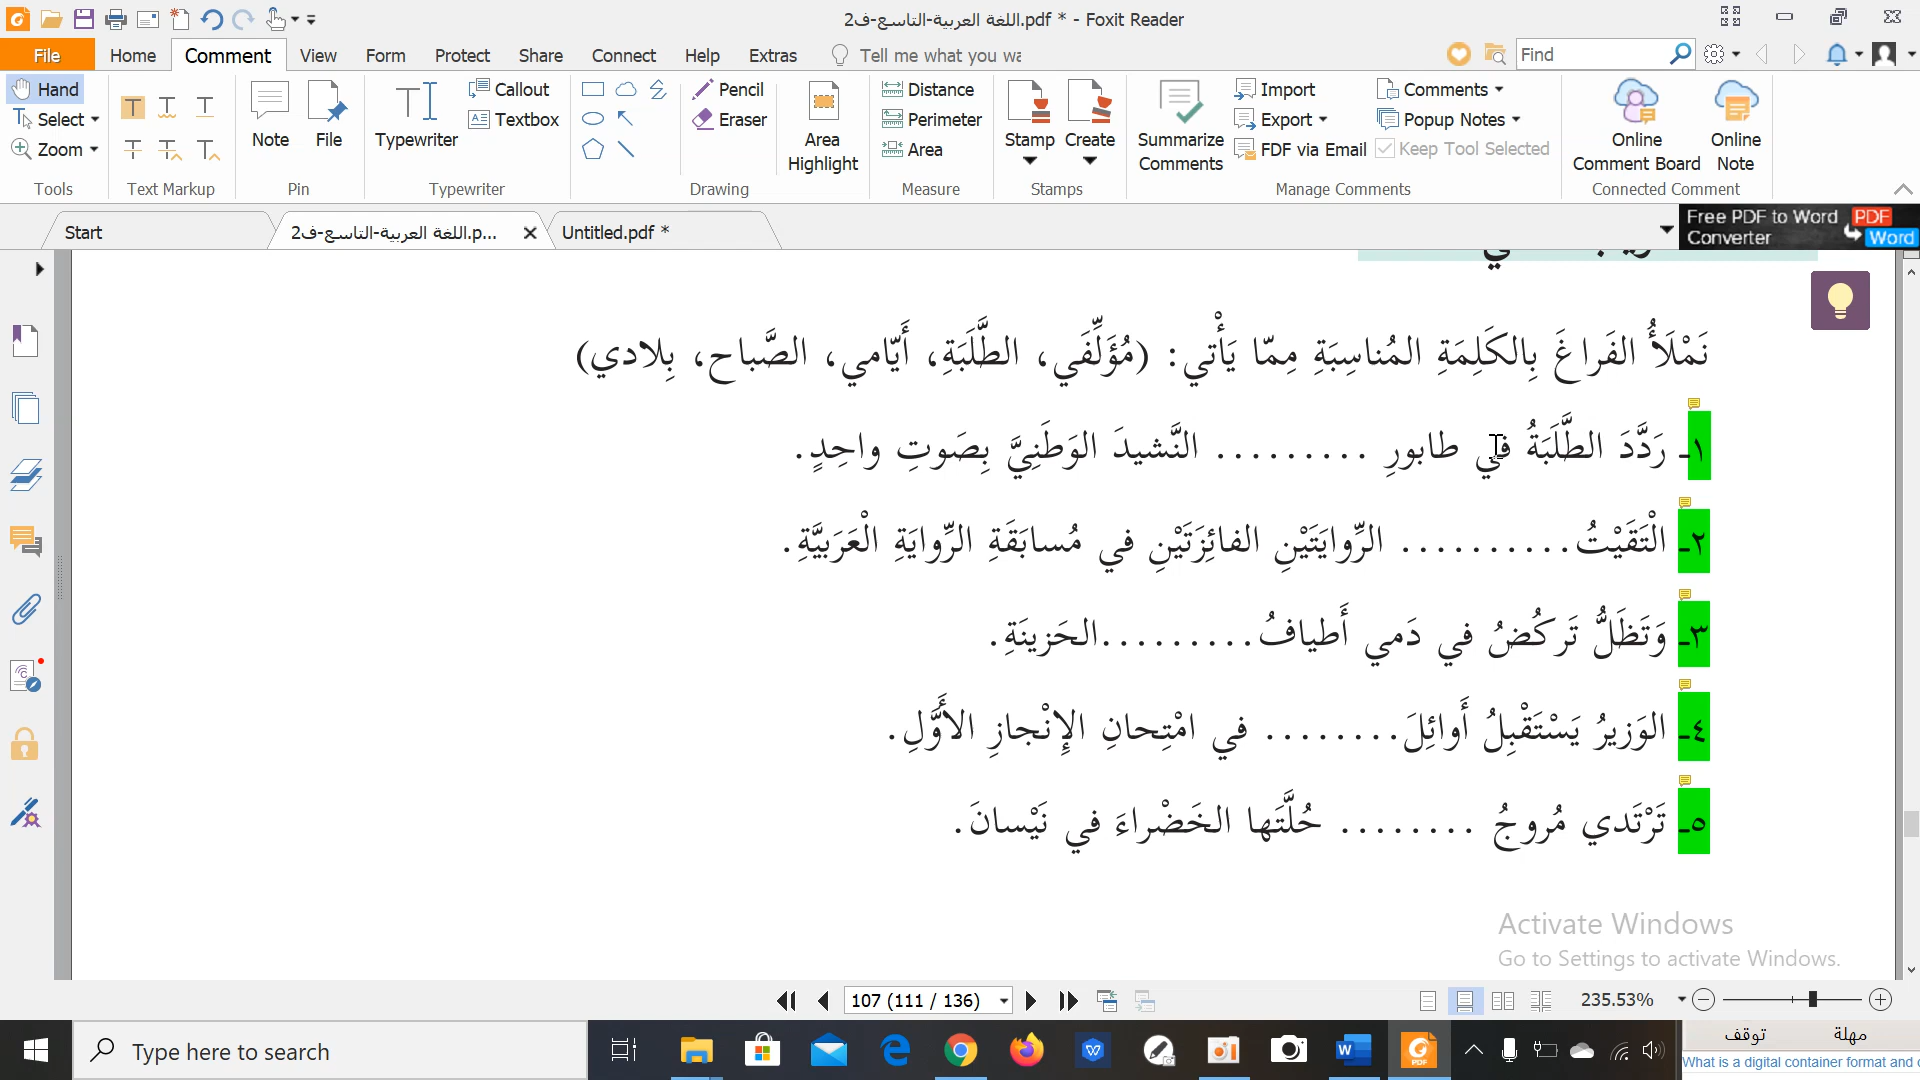 اللغة العربية-التاسع-ف2.pdf * - Foxit Reader
File Home Comment View Form Protect Share Connect Help Extras Tell me what you wa Find
Hand Select Zoom
Tools
Text Markup
Note File
Pin
Typewriter Callout Textbox
Typewriter
Pencil Eraser Area Highlight
Drawing
Distance Perimeter Area
Measure
Stamp Create
Stamps
Summarize Comments Import Export FDF via Email Comments Popup Notes Keep Tool Selected
Manage Comments
Online Comment Board Online Note
Connected Comment
Start اللغة العربية-التاسع-ف2.p... Untitled.pdf *
Free PDF to Word Converter PDF Word
نَمْلَأُ الفَراغَ بِالكَلِمَةِ المُناسِبَةِ مِمّا يَأْتي: (مُؤَلِّفَي، الطَّلَبَةِ، أَيّامي، الصَّباح، بِلادي)
١ـ رَدَّدَ الطَّلَبَةُ في طابورِ ......... النَّشيدَ الوَطَنِيَّ بِصَوتِ واحِدٍ.
٢ـ الْتَقَيْتُ.......... الرِّوايَتَيْنِ الفائِزَتَيْنِ في مُسابَقَةِ الرِّوايَةِ الْعَرَبيَّةِ.
٣ـ وَتَظَلُّ تَركُضُ في دَمي أَطيافُ.........الحَزينَةِ.
٤ـ الوَزيرُ يَسْتَقْبِلُ أَوائِلَ........ في امْتِحانِ الإِنْجازِ الأَوَّلِ.
٥ـ تَرْتَدي مُروجُ ........ حُلَّتَها الخَضْراءَ في نَيْسانَ.
Activate Windows
Go to Settings to activate Windows.
107 (111 / 136)
235.53%
Type here to search
توقف مهلة
What is a digital container format and